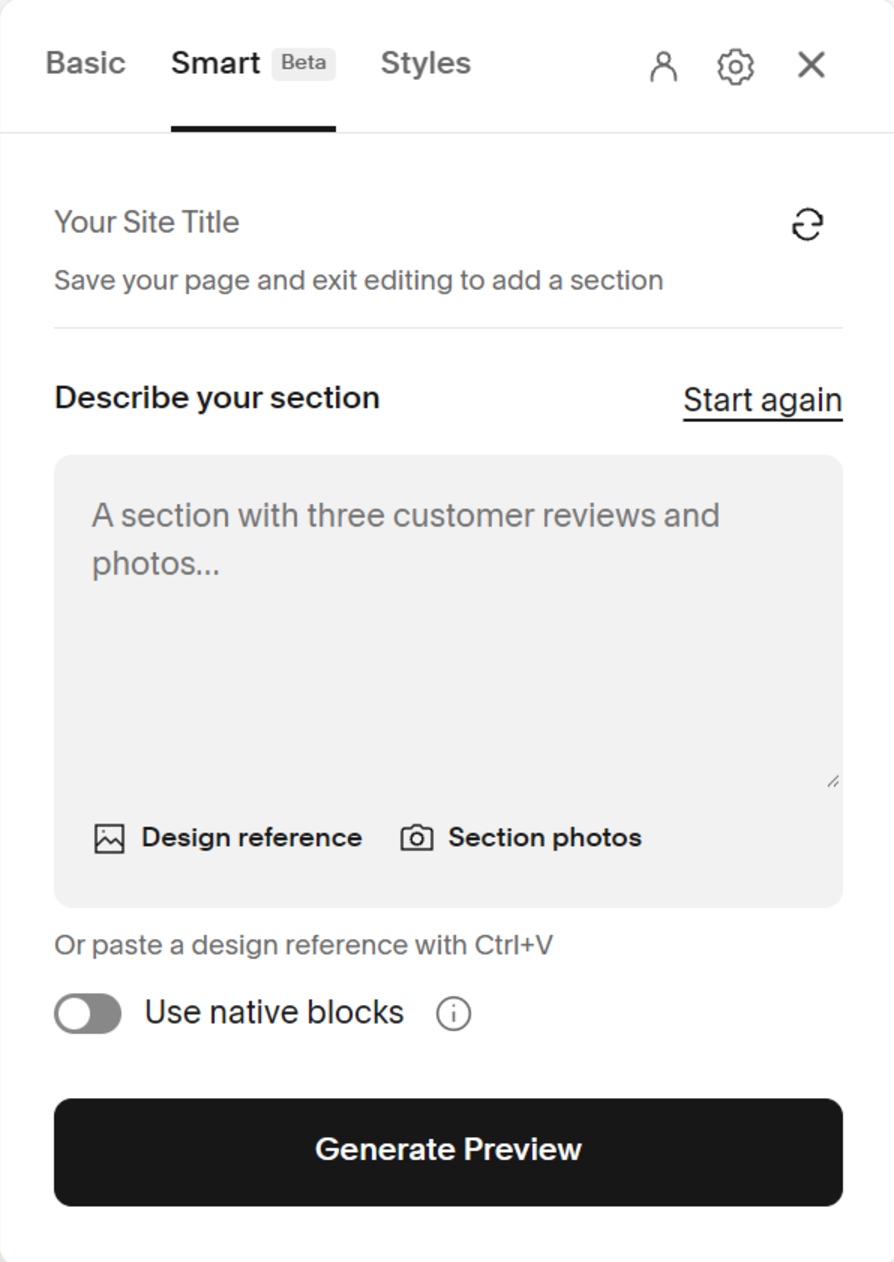 Basic Smart Beta Styles
Your Site Title
Save your page and exit editing to add a section
Describe your section Start again
A section with three customer reviews and
photos...
Design reference Section photos
Or paste a design reference with Ctrl+V
Use native blocks
Generate Preview